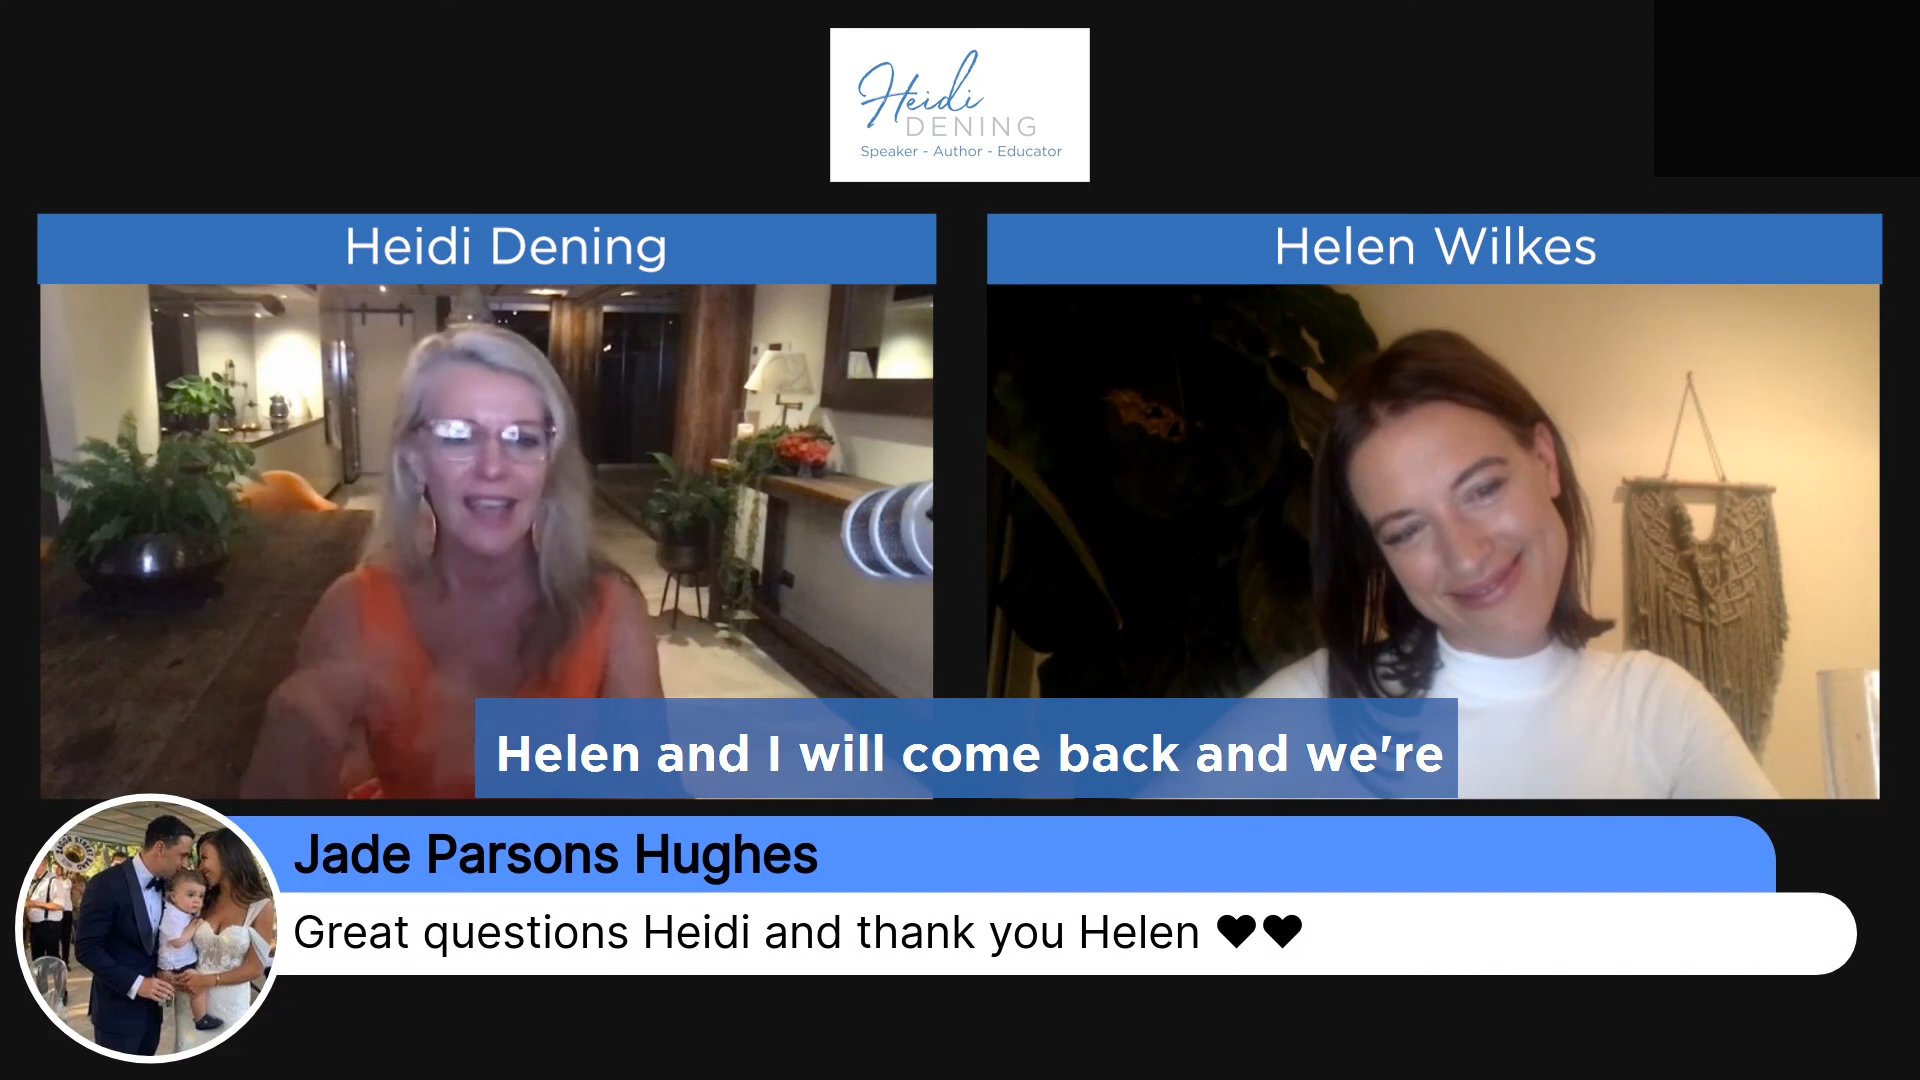 Heidi
DENING
Speaker - Author - Educator
Heidi Dening
Helen Wilkes
Helen and I will come back and we're
Jade Parsons Hughes
Great questions Heidi and thank you Helen ♥♥